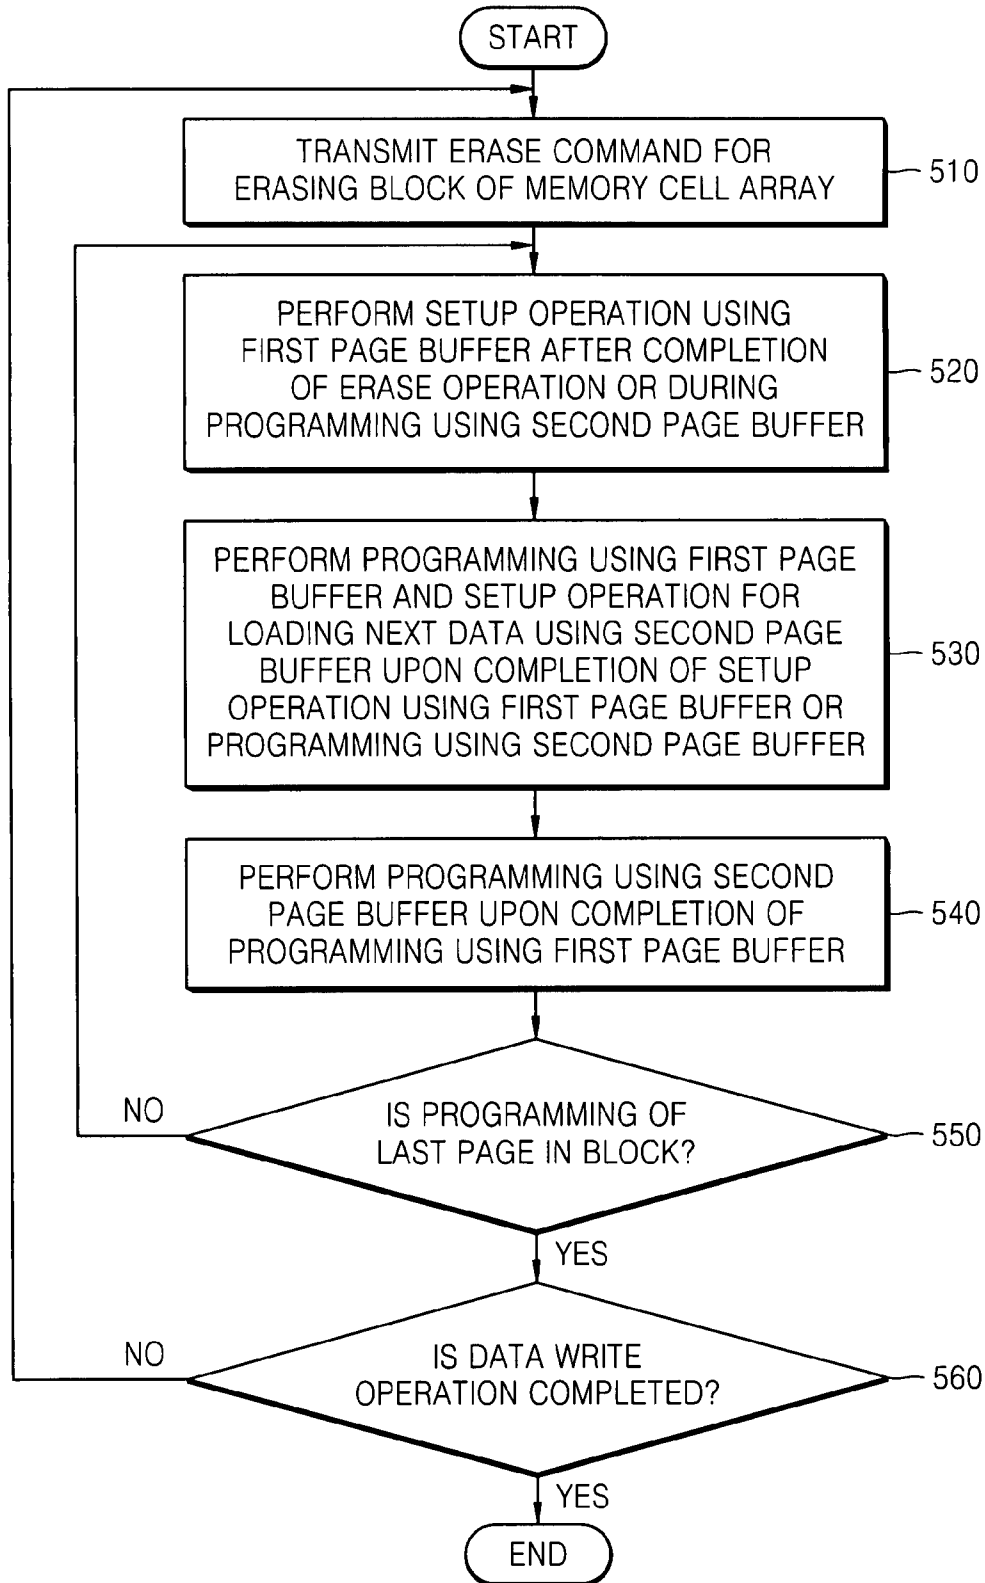 START
TRANSMIT ERASE COMMAND FOR
ERASING BLOCK OF MEMORY CELL ARRAY
510
PERFORM SETUP OPERATION USING
FIRST PAGE BUFFER AFTER COMPLETION
OF ERASE OPERATION OR DURING
PROGRAMMING USING SECOND PAGE BUFFER
520
PERFORM PROGRAMMING USING FIRST PAGE
BUFFER AND SETUP OPERATION FOR
LOADING NEXT DATA USING SECOND PAGE
BUFFER UPON COMPLETION OF SETUP
OPERATION USING FIRST PAGE BUFFER OR
PROGRAMMING USING SECOND PAGE BUFFER
530
PERFORM PROGRAMMING USING SECOND
PAGE BUFFER UPON COMPLETION OF
PROGRAMMING USING FIRST PAGE BUFFER
540
NO
IS PROGRAMMING OF
LAST PAGE IN BLOCK?
550
YES
NO
IS DATA WRITE
OPERATION COMPLETED?
560
YES
END